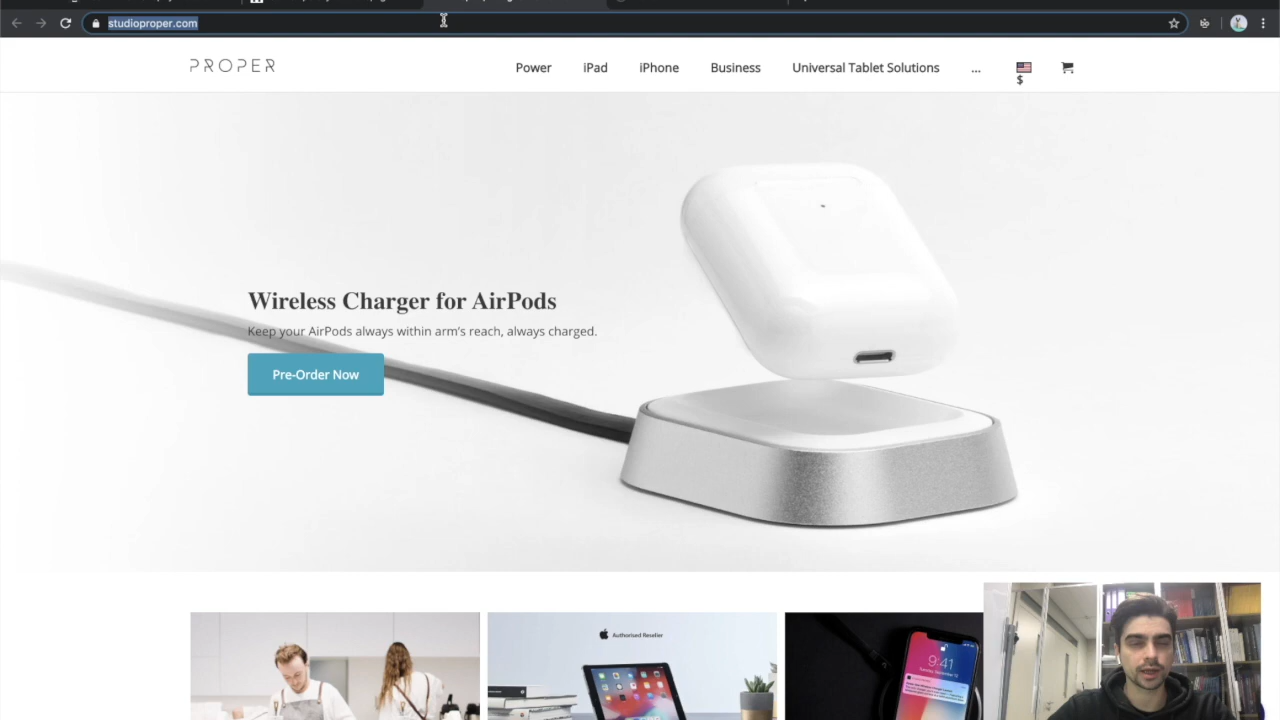 studioproper.com
PROPER
Power iPad iPhone Business Universal Tablet Solutions ... $
Wireless Charger for AirPods
Keep your AirPods always within arm's reach, always charged.
Pre-Order Now
Authorised Reseller
9:41